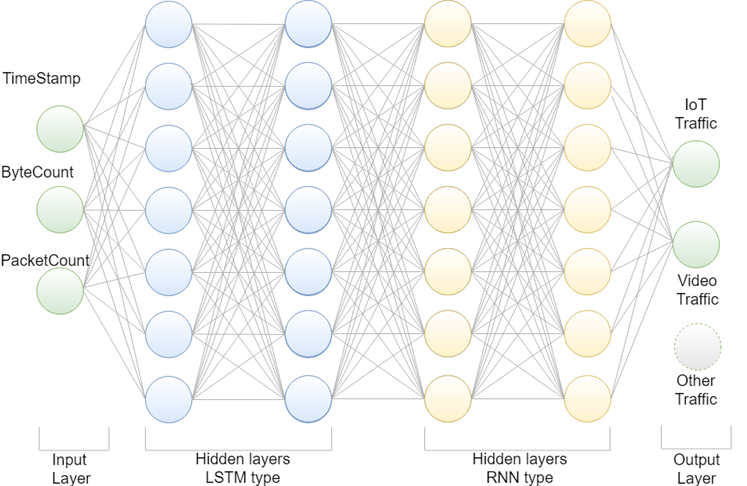 TimeStamp
ByteCount
PacketCount
IoT
Traffic
Video
Traffic
Other
Traffic
Input
Layer
Hidden layers
LSTM type
Hidden layers
RNN type
Output
Layer